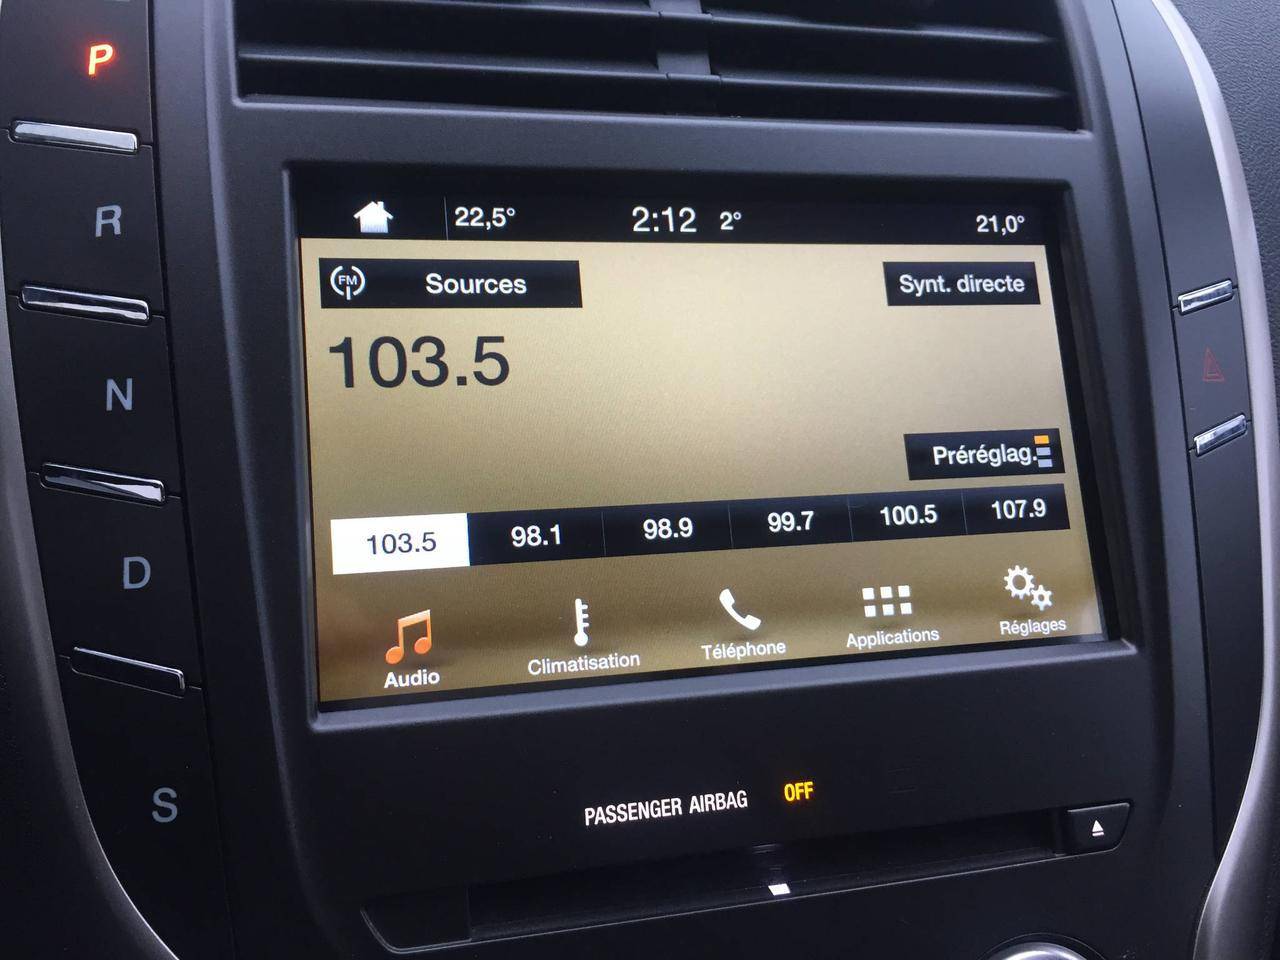 P
R
N
D
S
22,5° 2:12 2° 21,0°
FM Sources Synt. directe
103.5
Préréglag.
103.5 98.1 98.9 99.7 100.5 107.9
Audio Climatisation Téléphone Applications Réglages
PASSENGER AIRBAG OFF